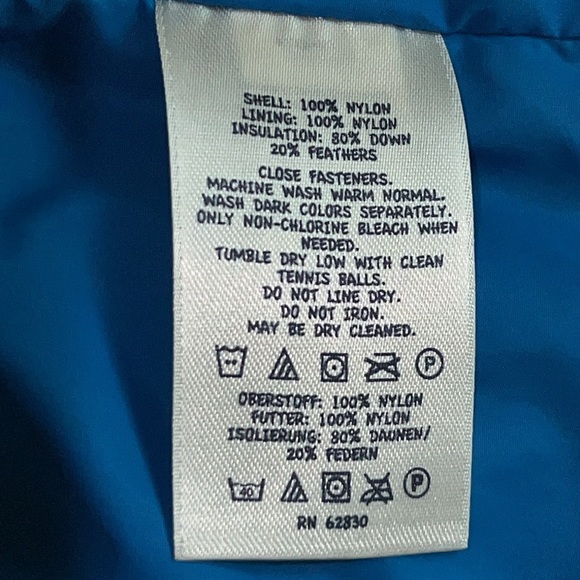 SHELL: 100% NYLON
LINING: 100% NYLON
INSULATION: 80% DOWN
20% FEATHERS
CLOSE FASTENERS.
MACHINE WASH WARM NORMAL.
WASH DARK COLORS SEPARATELY.
ONLY NON-CHLORINE BLEACH WHEN
NEEDED.
TUMBLE DRY LOW WITH CLEAN
TENNIS BALLS.
DO NOT LINE DRY.
DO NOT IRON.
MAY BE DRY CLEANED.
P
OBERSTOFF: 100% NYLON
FUTTER: 100% NYLON
ISOLIERUNG: 80% DAUNEN/
20% FEDERN
40 P
RN 62830